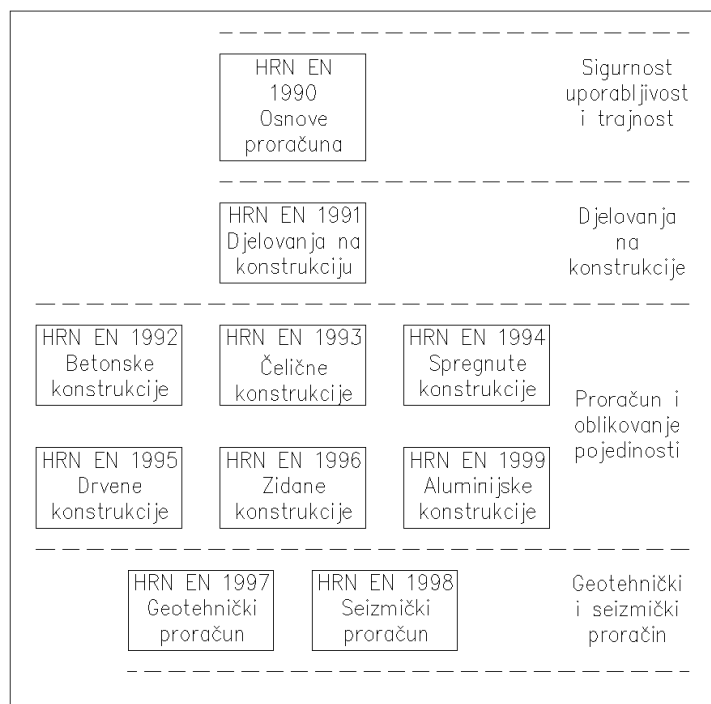 HRN EN
1990
Osnove
proračuna
Sigurnost
uporabljivost
i trajnost
HRN EN 1991
Djelovanja na
konstrukciju
Djelovanja
na
konstrukcije
HRN EN 1992
Betonske
konstrukcije
HRN EN 1993
Čelične
konstrukcije
HRN EN 1994
Spregnute
konstrukcije
Proračun i
oblikovanje
pojedinosti
HRN EN 1995
Drvene
konstrukcije
HRN EN 1996
Zidane
konstrukcije
HRN EN 1999
Aluminijske
konstrukcije
HRN EN 1997
Geotehnički
proračun
HRN EN 1998
Seizmički
proračun
Geotehnički
i seizmički
proračin